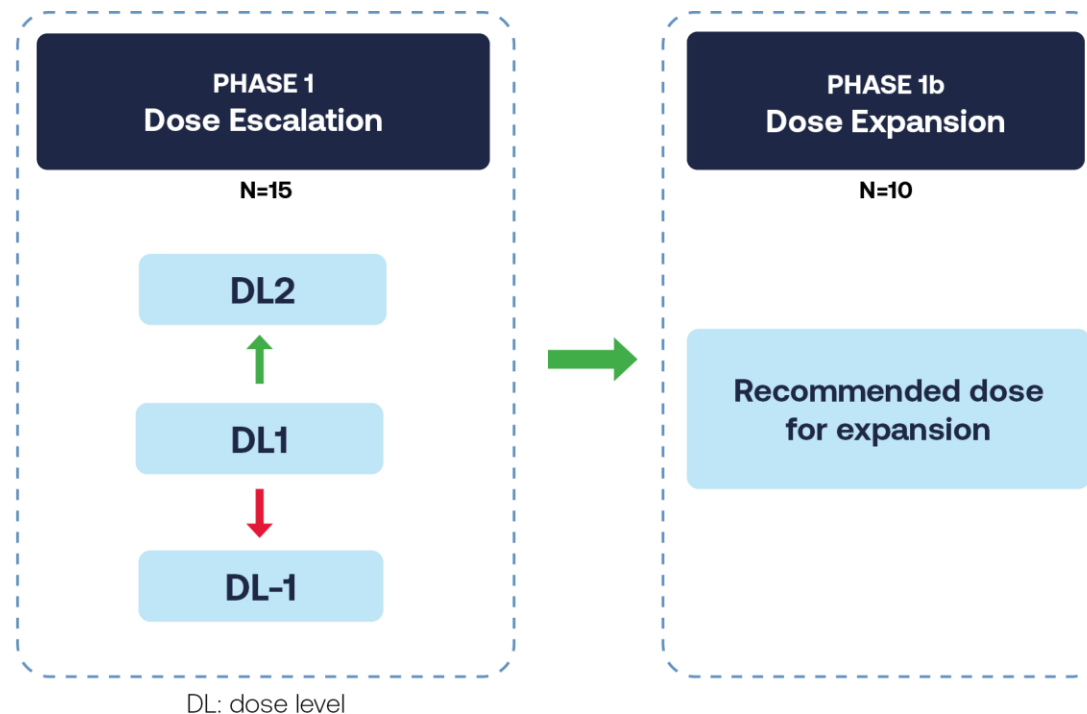 PHASE 1
Dose Escalation
N=15
DL2
DL1
DL-1
DL: dose level
PHASE 1b
Dose Expansion
N=10
Recommended dose
for expansion